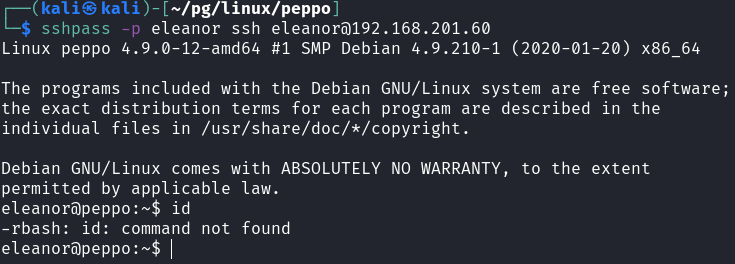 ┌──(kali㉿kali)-[~/pg/linux/peppo]
└─$ sshpass -p eleanor ssh eleanor@192.168.201.60
Linux peppo 4.9.0-12-amd64 #1 SMP Debian 4.9.210-1 (2020-01-20) x86_64
The programs included with the Debian GNU/Linux system are free software;
the exact distribution terms for each program are described in the
individual files in /usr/share/doc/*/copyright.
Debian GNU/Linux comes with ABSOLUTELY NO WARRANTY, to the extent
permitted by applicable law.
eleanor@peppo:~$ id
-rbash: id: command not found
eleanor@peppo:~$